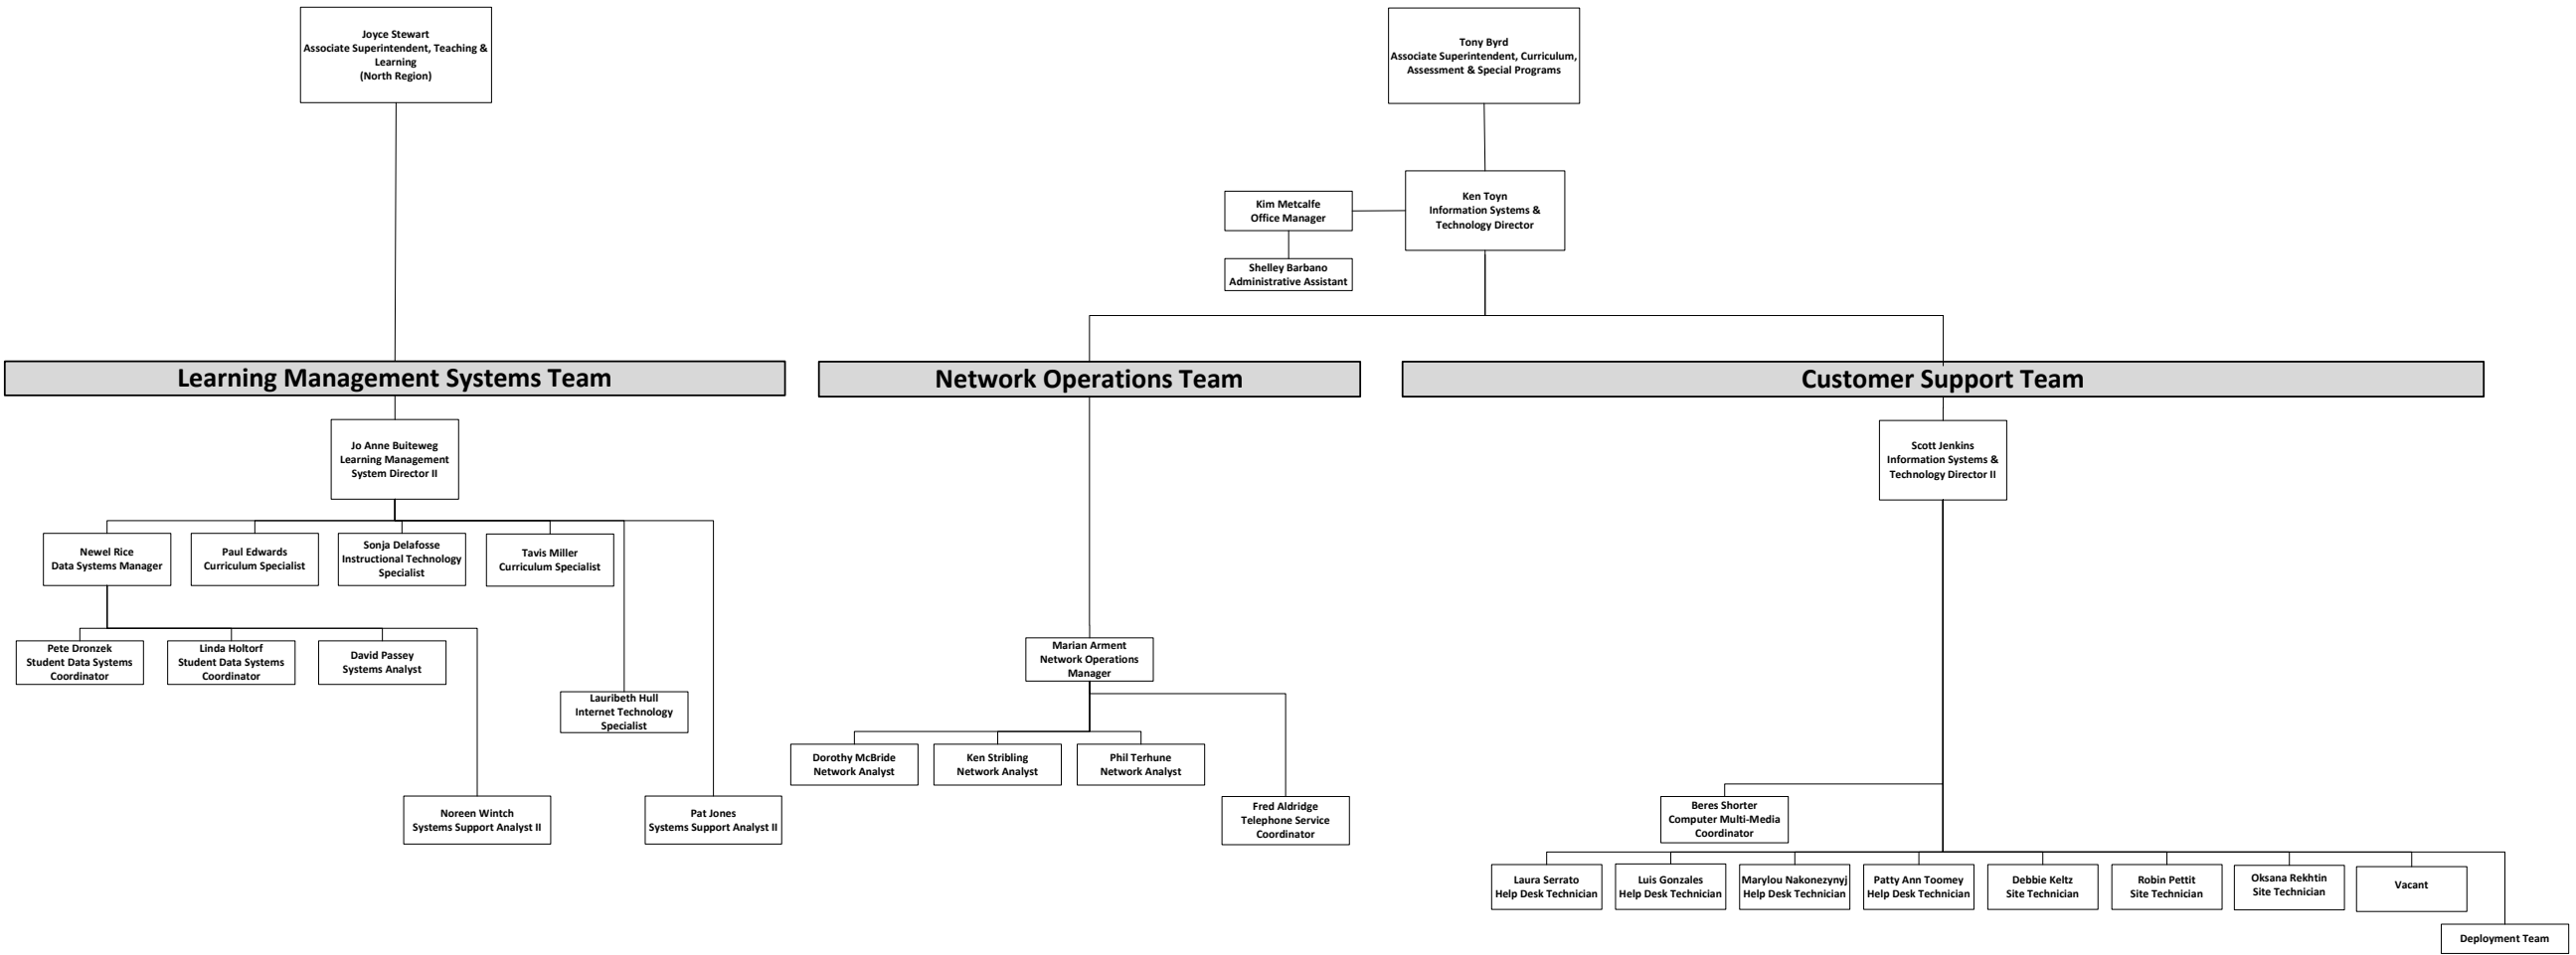 Joyce Stewart
Associate Superintendent, Teaching &
Learning
(North Region)
Tony Byrd
Associate Superintendent, Curriculum,
Assessment & Special Programs
Kim Metcalfe
Office Manager
Ken Toyn
Information Systems &
Technology Director
Shelley Barbano
Administrative Assistant
Learning Management Systems Team
Network Operations Team
Customer Support Team
Jo Anne Buiteweg
Learning Management
System Director II
Scott Jenkins
Information Systems &
Technology Director II
Newel Rice
Data Systems Manager
Paul Edwards
Curriculum Specialist
Sonja Delafosse
Instructional Technology
Specialist
Tavis Miller
Curriculum Specialist
Pete Dronzek
Student Data Systems
Coordinator
Linda Holtorf
Student Data Systems
Coordinator
David Passey
Systems Analyst
Marian Arment
Network Operations
Manager
Lauribeth Hull
Internet Technology
Specialist
Dorothy McBride
Network Analyst
Ken Stribling
Network Analyst
Phil Terhune
Network Analyst
Noreen Wintch
Systems Support Analyst II
Pat Jones
Systems Support Analyst II
Fred Aldridge
Telephone Service
Coordinator
Beres Shorter
Computer Multi-Media
Coordinator
Laura Serrato
Help Desk Technician
Luis Gonzales
Help Desk Technician
Marylou Nakonezynyj
Help Desk Technician
Patty Ann Toomey
Help Desk Technician
Debbie Keltz
Site Technician
Robin Pettit
Site Technician
Oksana Rekhtin
Site Technician
Vacant
Deployment Team